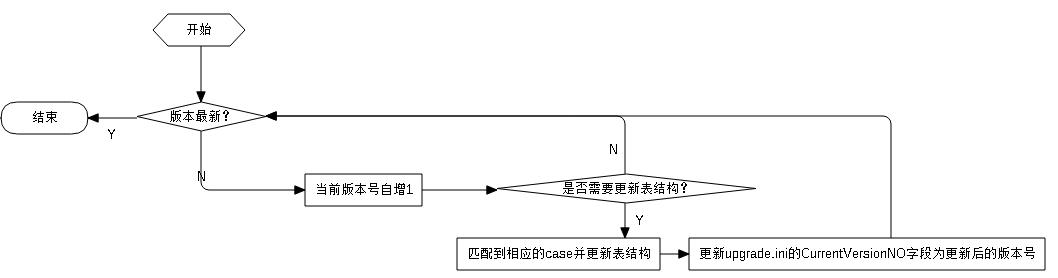 开始
版本最新？
结束
Y
N
当前版本号自增1
是否需要更新表结构？
N
Y
匹配到相应的case并更新表结构
更新upgrade.ini的CurrentVersionNO字段为更新后的版本号